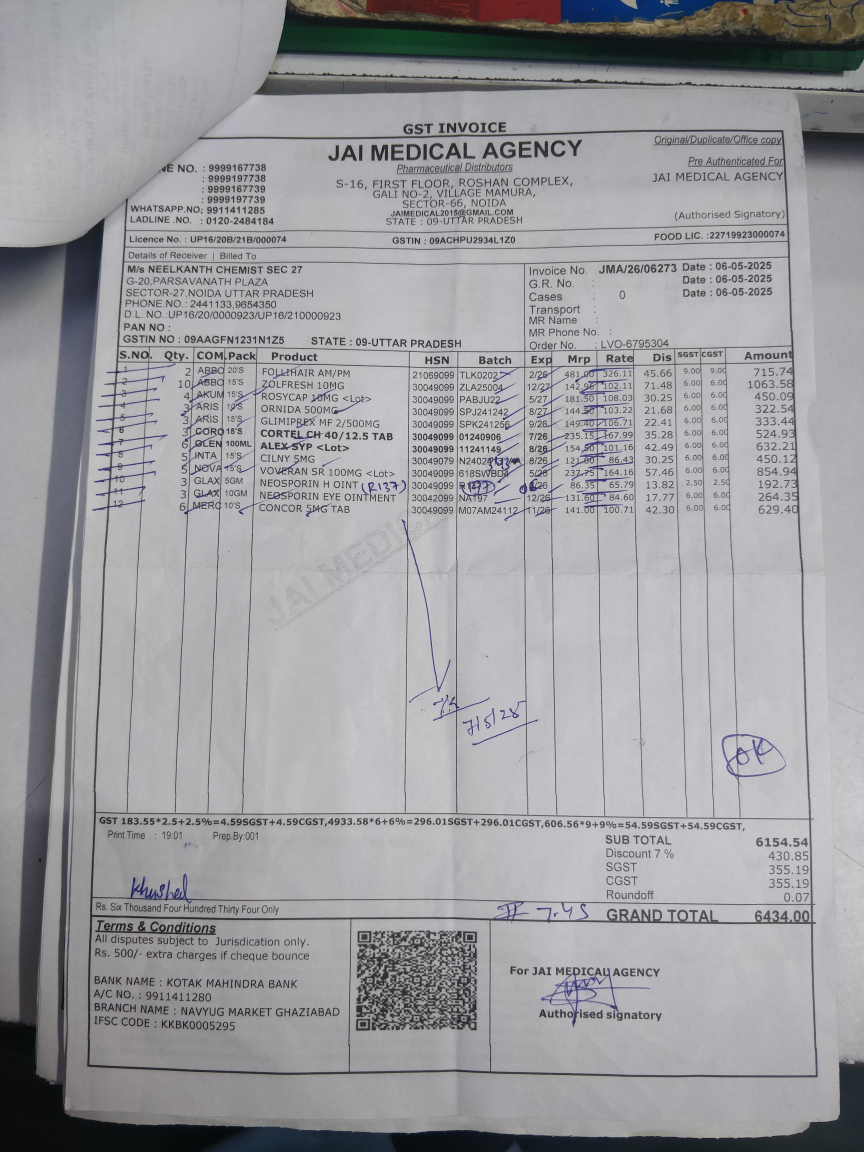 GST INVOICE
Original/Duplicate/Office copy
JAI MEDICAL AGENCY
Pharmaceutical Distributors
S-16, FIRST FLOOR, ROSHAN COMPLEX,
GALI NO-2, VILLAGE MAMURA,
SECTOR-66, NOIDA
JAIMEDICAL2015@GMAIL.COM
STATE : 09-UTTAR PRADESH
NE NO. : 9999167738
: 9999197738
: 9999167739
: 9999197739
WHATSAPP.NO: 9911411285
LADLINE .NO. : 0120-2484184
Pre Authenticated For
JAI MEDICAL AGENCY
(Authorised Signatory)
Licence No. : UP16/20B/21B/000074 GSTIN : 09ACHPU2934L1Z0 FOOD LIC. :22719923000074
Details of Receiver | Billed To
M/s NEELKANTH CHEMIST SEC 27
G-20,PARSAVANATH PLAZA
SECTOR-27,NOIDA UTTAR PRADESH
PHONE.NO.: 2441133,9654350
D.L. NO.:UP16/20/0000923/UP16/210000923
PAN NO :
GSTIN NO : 09AAGFN1231N1Z5 STATE : 09-UTTAR PRADESH
Invoice No. JMA/26/06273 Date : 06-05-2025
G.R. No. : Date : 06-05-2025
Cases : 0 Date : 06-05-2025
Transport :
MR Name :
MR Phone No. :
Order No. : LVO-6795304
S.NO. Qty. COM. Pack Product HSN Batch Exp Mrp Rate Dis SGST CGST Amount
1 2 ABBO 20'S FOLLIHAIR AM/PM 21069099 TLK0202 2/26 481.00 326.11 45.66 9.00 9.00 715.74
2 10 ABBO 15'S ZOLFRESH 10MG 30049099 ZLA25004 12/27 142.95 102.11 71.48 6.00 6.00 1063.58
3 4 AKUM 15'S ROSYCAP 10MG <Lot> 30049099 PABJU22 5/27 181.50 108.03 30.25 6.00 6.00 450.09
4 3 ARIS 10'S ORNIDA 500MG 30049099 SPJ241242 8/27 144.50 103.22 21.68 6.00 6.00 322.54
5 3 ARIS 15'S GLIMIPREX MF 2/500MG 30049099 SPK241256 9/26 149.40 106.71 22.41 6.00 6.00 333.44
6 3 CORO 15'S CORTEL CH 40/12.5 TAB 30049099 01240906 7/26 235.15 167.99 35.28 6.00 6.00 524.93
7 6 GLEN 100ML ALEX SYP <Lot> 30049099 11241149 8/26 154.50 101.16 42.49 6.00 6.00 632.21
8 5 INTA 15'S CILNY 5MG 30049079 8/26 121.00 86.43 30.25 6.00 6.00 450.12
9 5 NOVA 15'S VOVERAN SR 100MG <Lot> 30049099 618SWBD4 5/26 232.75 164.16 57.46 6.00 6.00 854.94
10 3 GLAX 5GM NEOSPORIN H OINT (R137) 30049099 86.35 65.79 13.82 2.50 2.50 192.73
11 3 GLAX 10GM NEOSPORIN EYE OINTMENT 30042099 NA197 12/26 131.60 84.60 17.77 6.00 6.00 264.35
12 6 MERC 10'S CONCOR 5MG TAB 30049099 M07AM24112 11/26 141.00 100.71 42.30 6.00 6.00 629.40
JAI MEDICAL
7/5/25
OK
GST 183.55*2.5+2.5%=4.59SGST+4.59CGST,4933.58*6+6%=296.01SGST+296.01CGST,606.56*9+9%=54.59SGST+54.59CGST,
Print Time : 19:01 Prep.By:001
SUB TOTAL 6154.54
Discount 7 % 430.85
SGST 355.19
CGST 355.19
Roundoff 0.07
Khurshed
Rs. Six Thousand Four Hundred Thirty Four Only
7.45
GRAND TOTAL 6434.00
Terms & Conditions
All disputes subject to Jurisdication only.
Rs. 500/- extra charges if cheque bounce
BANK NAME : KOTAK MAHINDRA BANK
A/C NO. : 9911411280
BRANCH NAME : NAVYUG MARKET GHAZIABAD
IFSC CODE : KKBK0005295
For JAI MEDICAL AGENCY
Authorised signatory